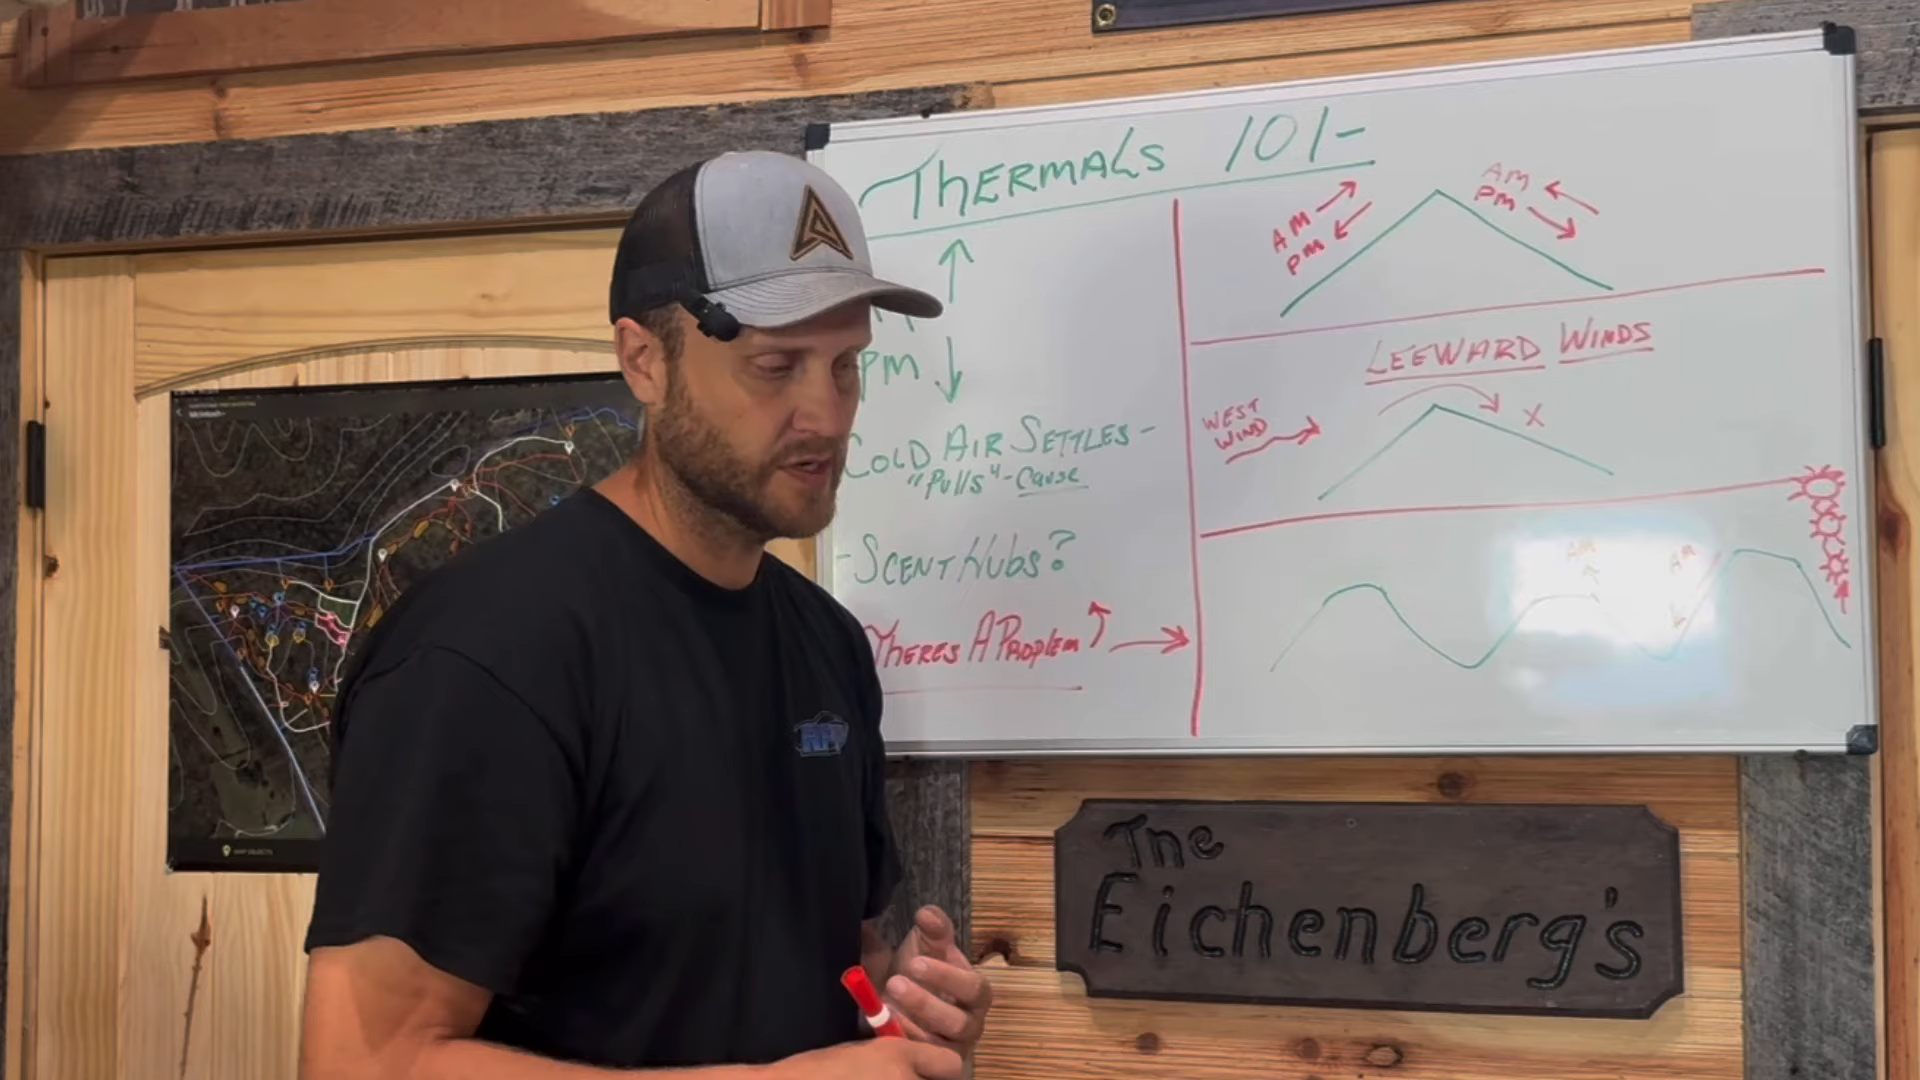 THERMALS 101-
PM
COLD AIR SETTLES-
"Pulls"-Cause
-SCENT HUBS?
THERES A PROPLEM
AM
PM
AM
PM
LEEWARD WINDS
WEST
WIND
X
AM
AM
The
Eichenberg's